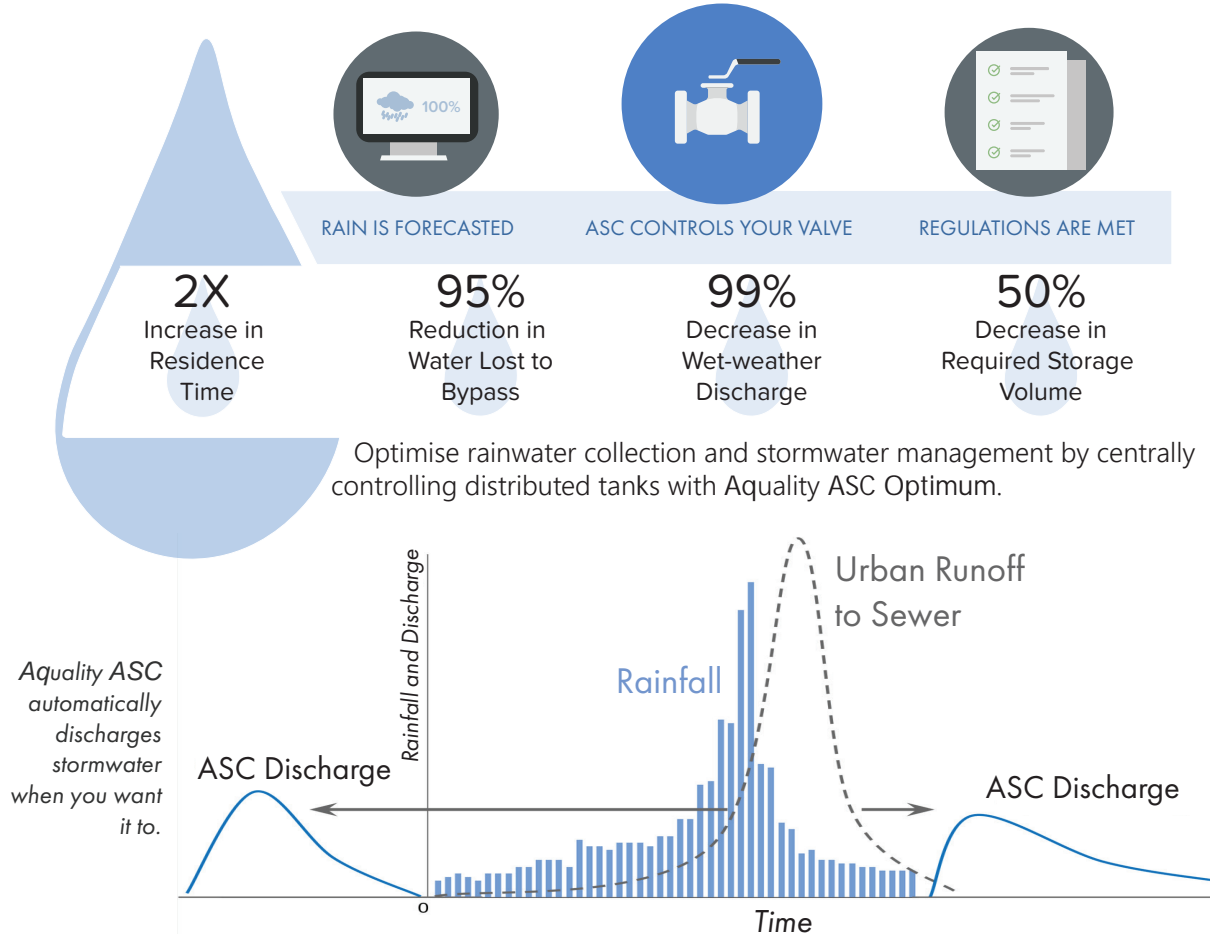 100%
RAIN IS FORECASTED
ASC CONTROLS YOUR VALVE
REGULATIONS ARE MET
2X
Increase in
Residence
Time
95%
Reduction in
Water Lost to
Bypass
99%
Decrease in
Wet-weather
Discharge
50%
Decrease in
Required Storage
Volume
Optimise rainwater collection and stormwater management by centrally
controlling distributed tanks with Aquality ASC Optimum.
Aquality ASC
automatically
discharges
stormwater
when you want
it to.
ASC Discharge
Rainfall and Discharge
Rainfall
Urban Runoff
to Sewer
ASC Discharge
0
Time